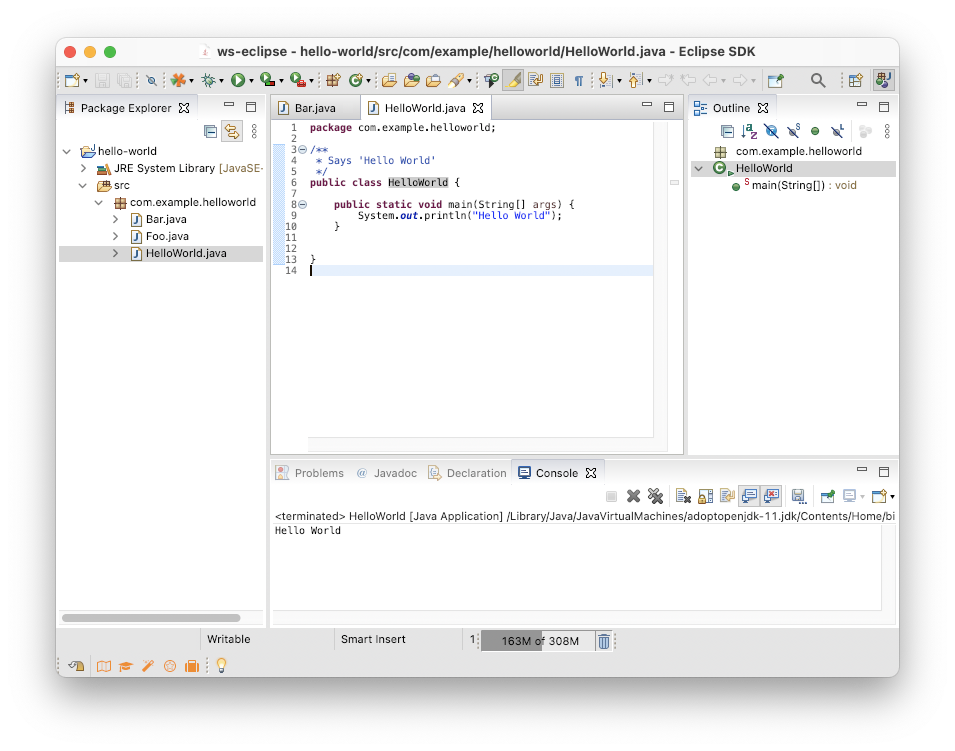 ws-eclipse - hello-world/src/com/example/helloworld/HelloWorld.java - Eclipse SDK
Package Explorer
hello-world
JRE System Library [JavaSE-
src
com.example.helloworld
Bar.java
Foo.java
HelloWorld.java
Bar.java
HelloWorld.java
1 package com.example.helloworld;
2
3 /**
4 * Says 'Hello World'
5 */
6 public class HelloWorld {
7
8 public static void main(String[] args) {
9 System.out.println("Hello World");
10 }
11
12
13 }
14
Outline
com.example.helloworld
HelloWorld
main(String[]) : void
Problems
Javadoc
Declaration
Console
<terminated> HelloWorld [Java Application] /Library/Java/JavaVirtualMachines/adoptopenjdk-11.jdk/Contents/Home/bi
Hello World
Writable
Smart Insert
1
163M of 308M